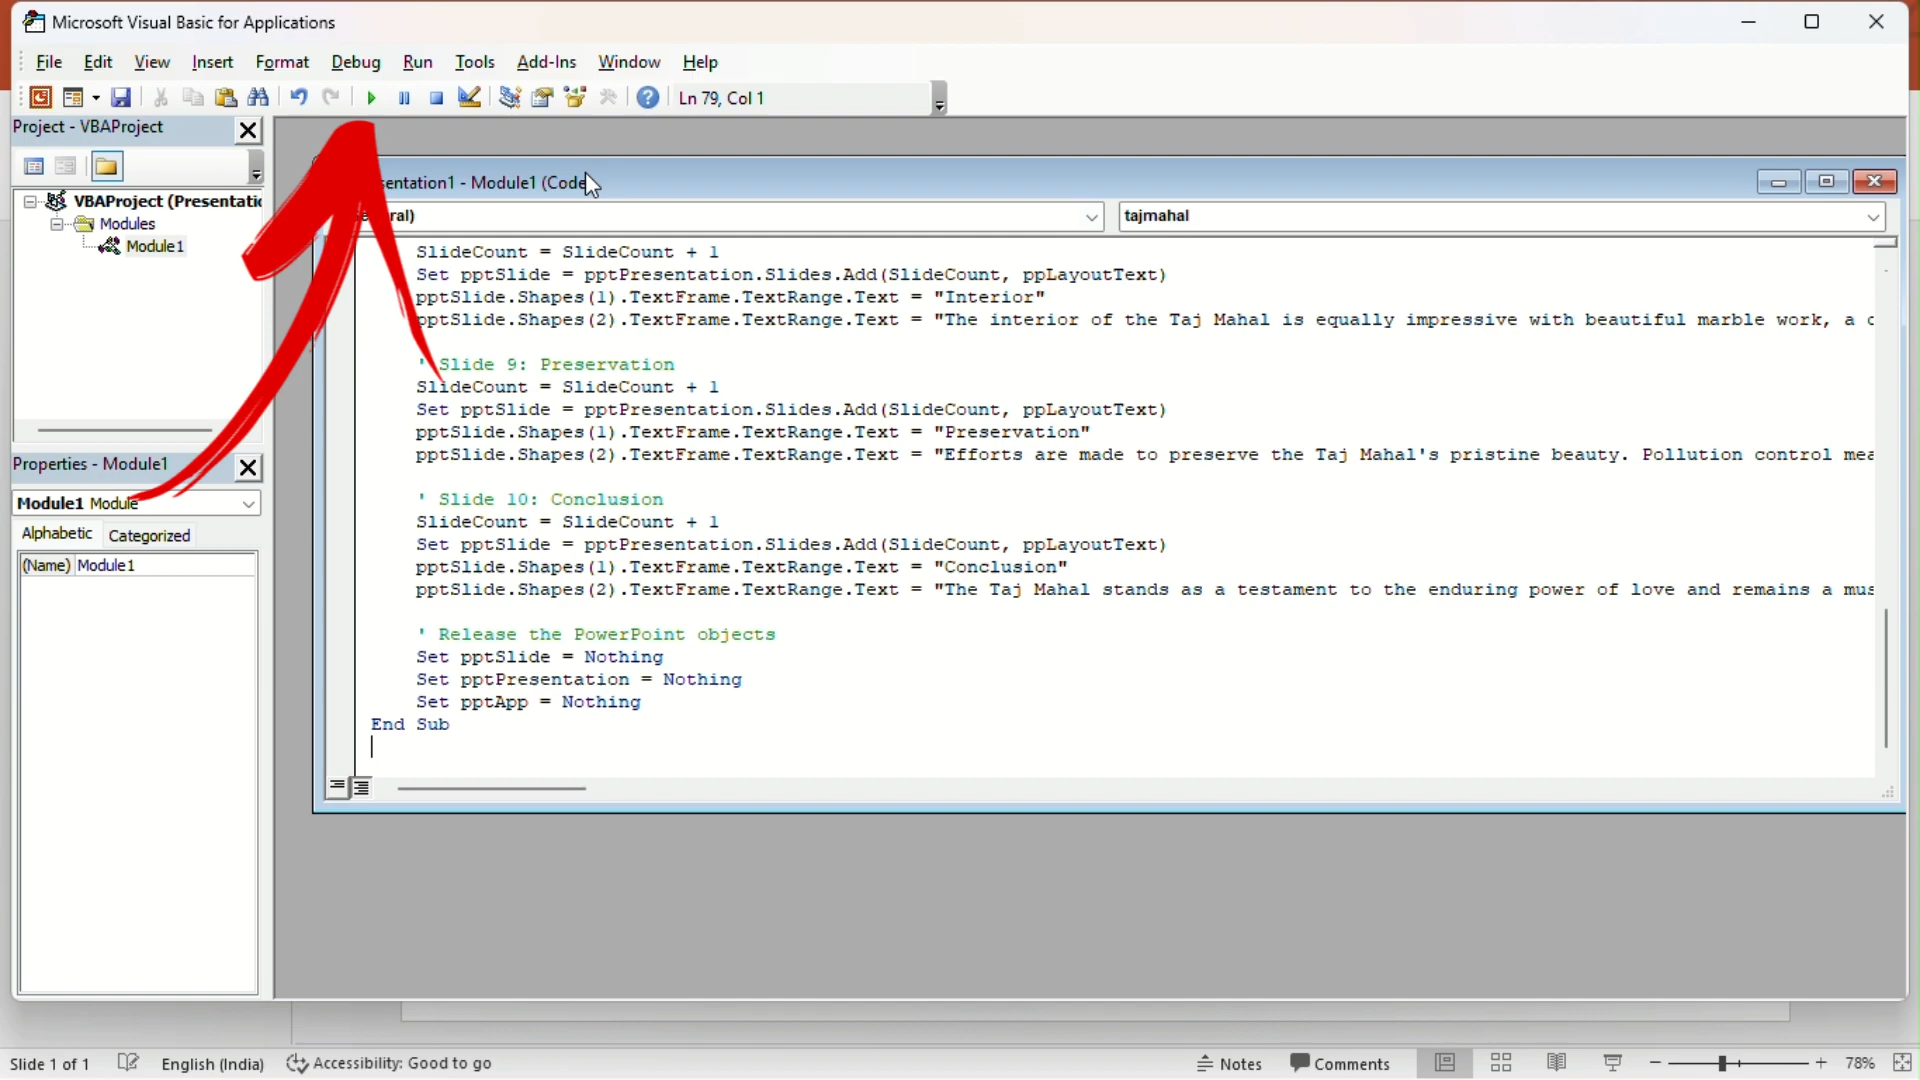 Microsoft Visual Basic for Applications
File Edit View Insert Format Debug Run Tools Add-Ins Window Help
Ln 79, Col 1
Project - VBAProject
VBAProject (Presentatic
Modules
Module1
sentation1 - Module1 (Code
ral)
tajmahal
SlideCount = SlideCount + 1
Set pptSlide = pptPresentation.Slides.Add(SlideCount, ppLayoutText)
pptSlide.Shapes(1).TextFrame.TextRange.Text = "Interior"
pptSlide.Shapes(2).TextFrame.TextRange.Text = "The interior of the Taj Mahal is equally impressive with beautiful marble work, a c
' Slide 9: Preservation
SlideCount = SlideCount + 1
Set pptSlide = pptPresentation.Slides.Add(SlideCount, ppLayoutText)
pptSlide.Shapes(1).TextFrame.TextRange.Text = "Preservation"
pptSlide.Shapes(2).TextFrame.TextRange.Text = "Efforts are made to preserve the Taj Mahal's pristine beauty. Pollution control mea
' Slide 10: Conclusion
SlideCount = SlideCount + 1
Set pptSlide = pptPresentation.Slides.Add(SlideCount, ppLayoutText)
pptSlide.Shapes(1).TextFrame.TextRange.Text = "Conclusion"
pptSlide.Shapes(2).TextFrame.TextRange.Text = "The Taj Mahal stands as a testament to the enduring power of love and remains a mus
' Release the PowerPoint objects
Set pptSlide = Nothing
Set pptPresentation = Nothing
Set pptApp = Nothing
End Sub
Properties - Module1
Module1 Module
Alphabetic Categorized
(Name) Module1
Slide 1 of 1 English (India) Accessibility: Good to go Notes Comments 78%